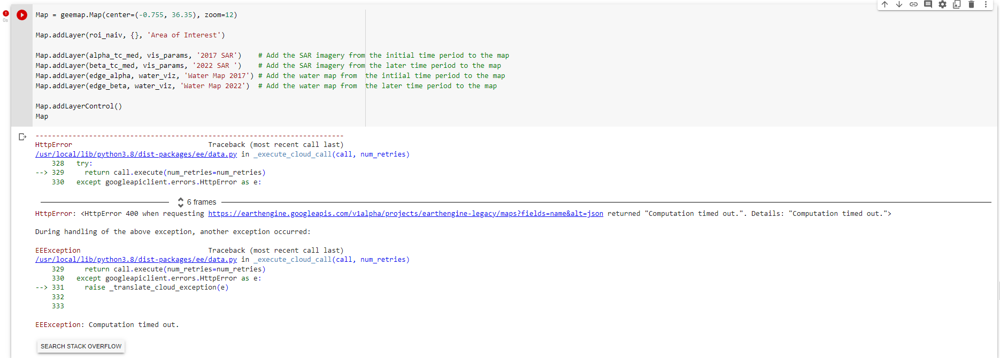 0s
Map = geemap.Map(center=(-0.755, 36.35), zoom=12)
Map.addLayer(roi_naiv, {}, 'Area of Interest')
Map.addLayer(alpha_tc_med, vis_params, '2017 SAR')    # Add the SAR imagery from the initial time period to the map
Map.addLayer(beta_tc_med, vis_params, '2022 SAR ')    # Add the SAR imagery from the later time period to the map
Map.addLayer(edge_alpha, water_viz, 'Water Map 2017') # Add the water map from  the intiial time period to the map
Map.addLayer(edge_beta, water_viz, 'Water Map 2022')  # Add the water map from  the later time period to the map
Map.addLayerControl()
Map
---------------------------------------------------------------------------
HttpError                                 Traceback (most recent call last)
/usr/local/lib/python3.8/dist-packages/ee/data.py in _execute_cloud_call(call, num_retries)
    328   try:
--> 329     return call.execute(num_retries=num_retries)
    330   except googleapiclient.errors.HttpError as e:
6 frames
HttpError: <HttpError 400 when requesting https://earthengine.googleapis.com/v1alpha/projects/earthengine-legacy/maps?fields=name&alt=json returned "Computation timed out.". Details: "Computation timed out.">
During handling of the above exception, another exception occurred:
EEException                               Traceback (most recent call last)
/usr/local/lib/python3.8/dist-packages/ee/data.py in _execute_cloud_call(call, num_retries)
    329     return call.execute(num_retries=num_retries)
    330   except googleapiclient.errors.HttpError as e:
--> 331     raise _translate_cloud_exception(e)
    332
    333
EEException: Computation timed out.
SEARCH STACK OVERFLOW